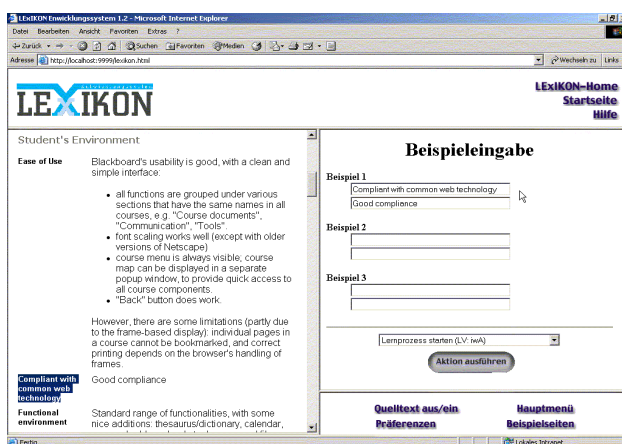 LExIKON Enwicklungssystem 1.2 - Microsoft Internet Explorer
Datei Bearbeiten Ansicht Favoriten Extras ?
Zurück Suchen Favoriten Medien
Adresse http://localhost:9999/lexikon.html Wechseln zu Links
LEXIKON
LExIKON-Home
Startseite
Hilfe
Student's Environment
Ease of Use
Blackboard's usability is good, with a clean and
simple interface:
• all functions are grouped under various
sections that have the same names in all
courses, e.g. "Course documents",
"Communication", "Tools".
• font scaling works well (except with older
versions of Netscape)
• course menu is always visible; course
map can be displayed in a separate
popup window, to provide quick access to
all course components.
• "Back" button does work.
However, there are some limitations (partly due
to the frame-based display): individual pages in
a course cannot be bookmarked, and correct
printing depends on the browser's handling of
frames.
Compliant with
common web
technology
Good compliance
Functional
environment
Standard range of functionalities, with some
nice additions: thesaurus/dictionary, calendar,
Beispieleingabe
Beispiel 1
Compliant with common web technology
Good compliance
Beispiel 2
Beispiel 3
Lernprozess starten (LV: iwA)
Aktion ausführen
Quelltext aus/ein
Hauptmenü
Präferenzen
Beispielseiten
Fertig
Lokales Intranet